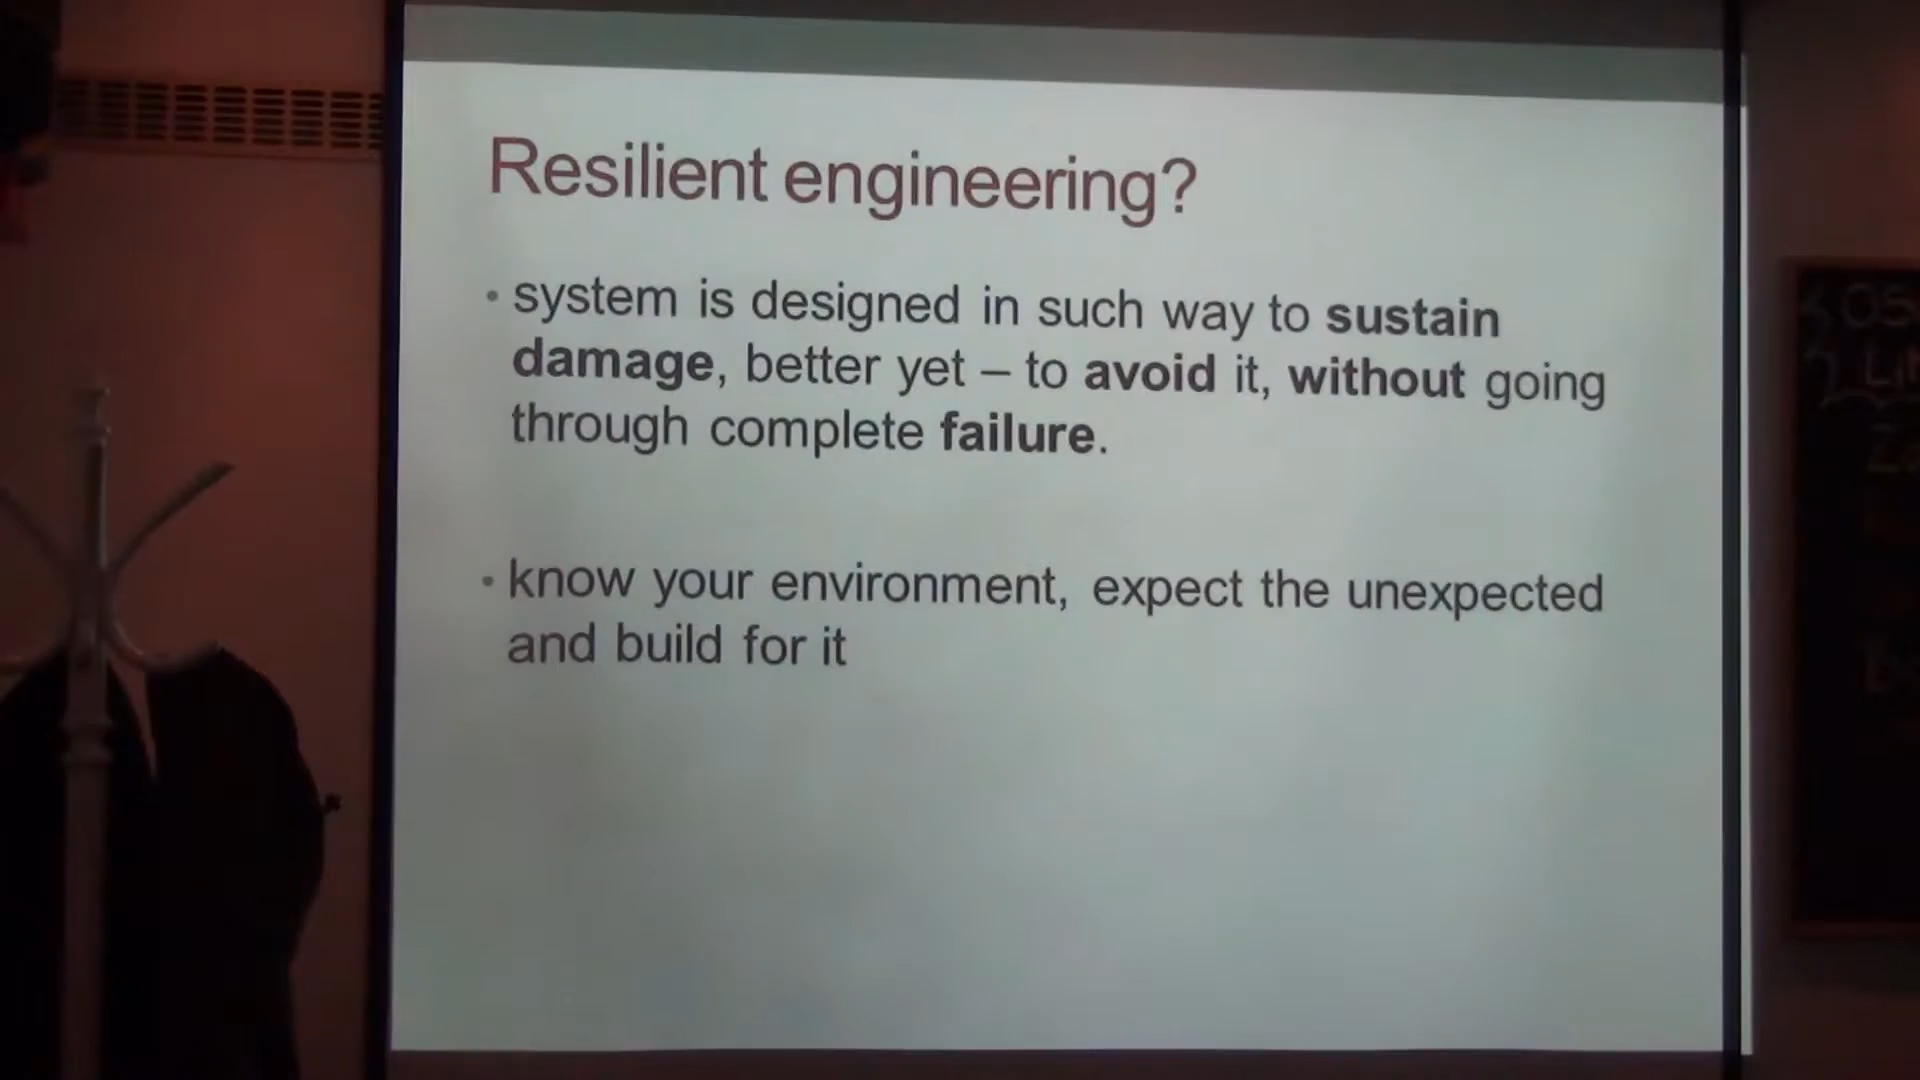 Resilient engineering?
• system is designed in such way to sustain
damage, better yet – to avoid it, without going
through complete failure.
• know your environment, expect the unexpected
and build for it